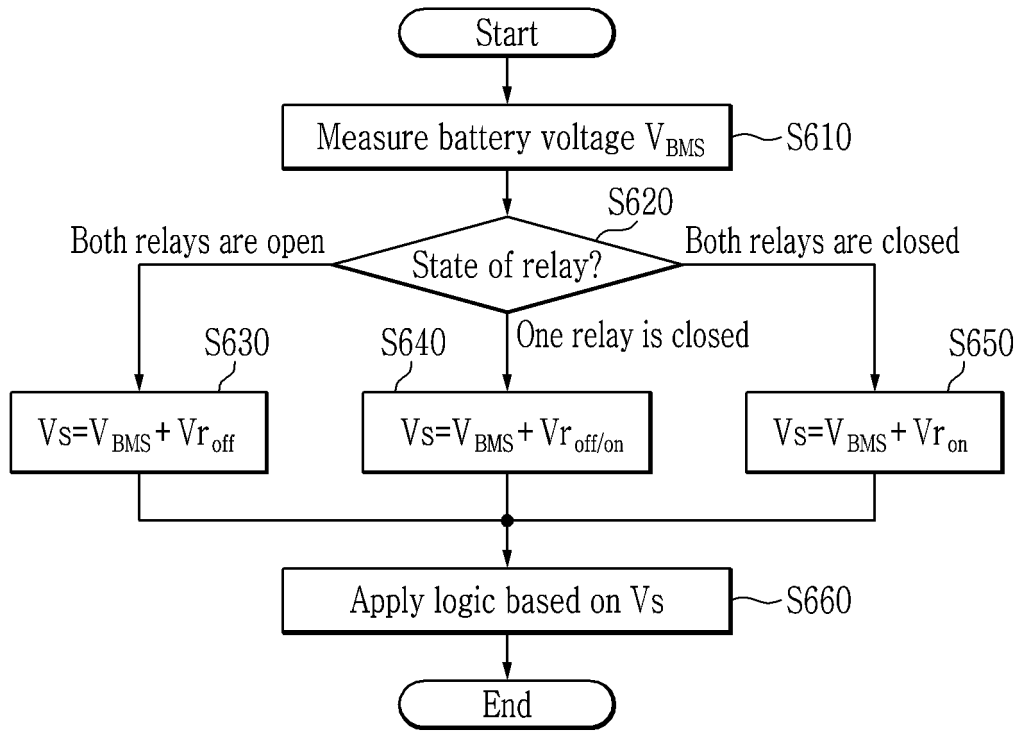 Start
Measure battery voltage V_BMS
S610
S620
Both relays are open
State of relay?
Both relays are closed
One relay is closed
S630
S640
S650
Vs=V_BMS + Vr_off
Vs=V_BMS + Vr_off/on
Vs=V_BMS + Vr_on
Apply logic based on Vs
S660
End